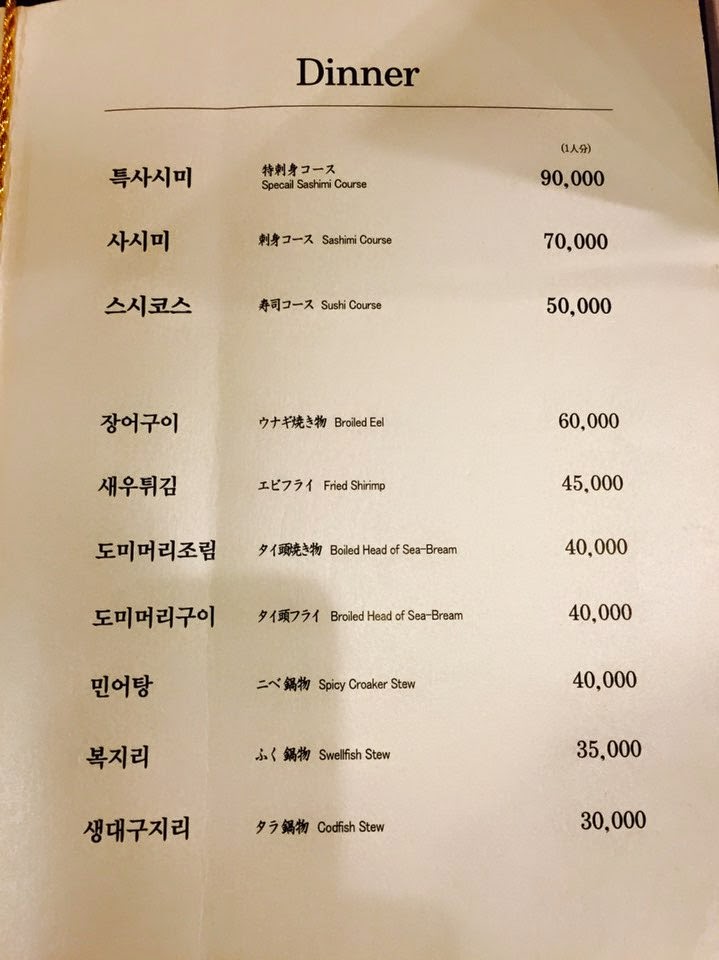 Dinner
(1人分)
특사시미 特刺身コース 90,000
Specail Sashimi Course
사시미 刺身コース Sashimi Course 70,000
스시코스 寿司コース Sushi Course 50,000
장어구이 ウナギ焼き物 Broiled Eel 60,000
새우튀김 エビフライ Fried Shirimp 45,000
도미머리조림 タイ頭焼き物 Boiled Head of Sea-Bream 40,000
도미머리구이 タイ頭フライ Broiled Head of Sea-Bream 40,000
민어탕 ニベ鍋物 Spicy Croaker Stew 40,000
복지리 ふく鍋物 Swellfish Stew 35,000
생대구지리 タラ鍋物 Codfish Stew 30,000